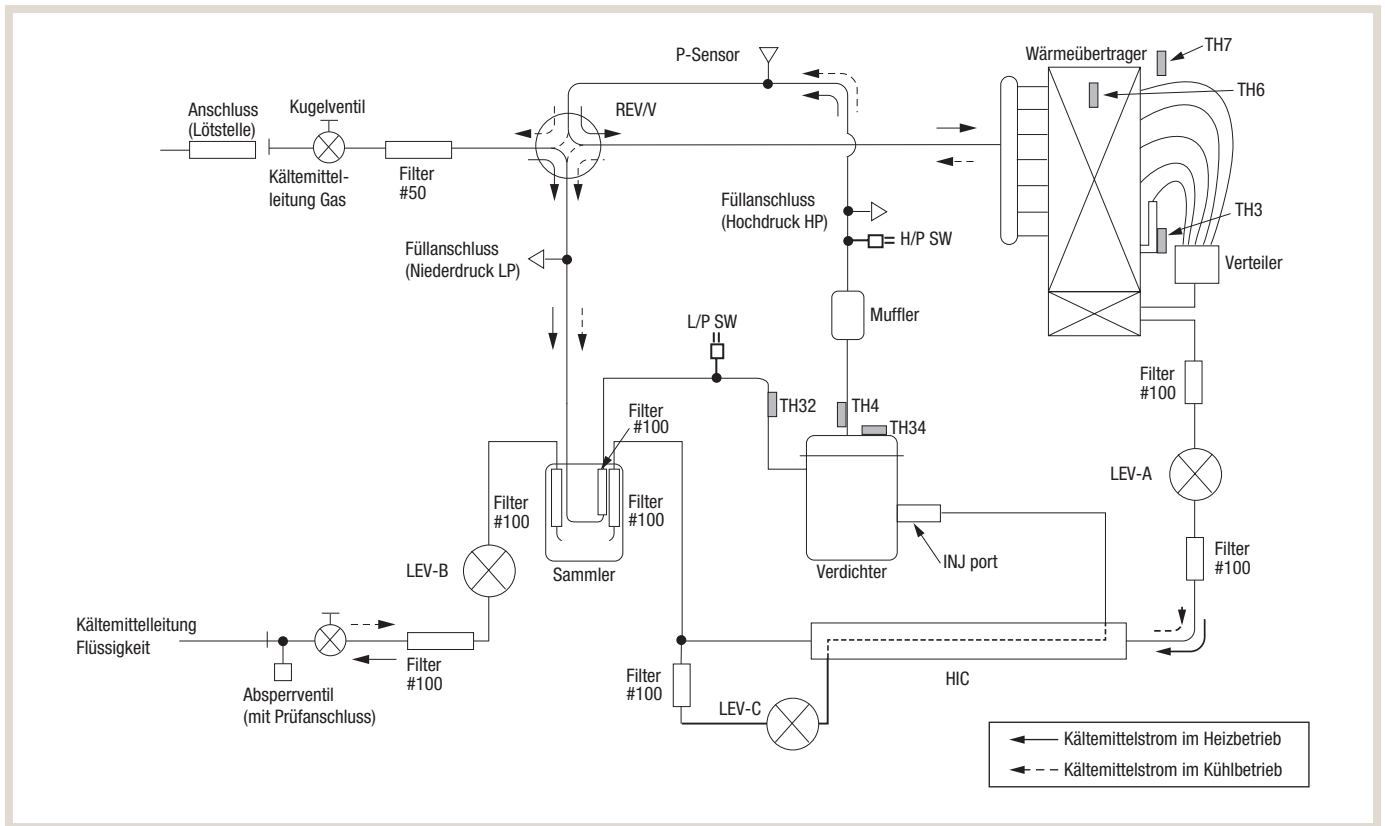 P-Sensor
Wärmeübertrager
TH7
TH6
Anschluss
(Lötstelle)
Kugelventil
REV/V
Kältemittel-
leitung Gas
Filter
#50
Füllanschluss
(Hochdruck HP)
H/P SW
TH3
Verteiler
Füllanschluss
(Niederdruck LP)
Muffler
L/P SW
Filter
#100
TH32
TH4
TH34
Filter
#100
LEV-A
Filter
#100
Filter
#100
INJ port
Filter
#100
LEV-B
Sammler
Verdichter
Kältemittelleitung
Flüssigkeit
Filter
#100
Absperrventil
(mit Prüfanschluss)
Filter
#100
LEV-C
HIC
Kältemittelstrom im Heizbetrieb
Kältemittelstrom im Kühlbetrieb